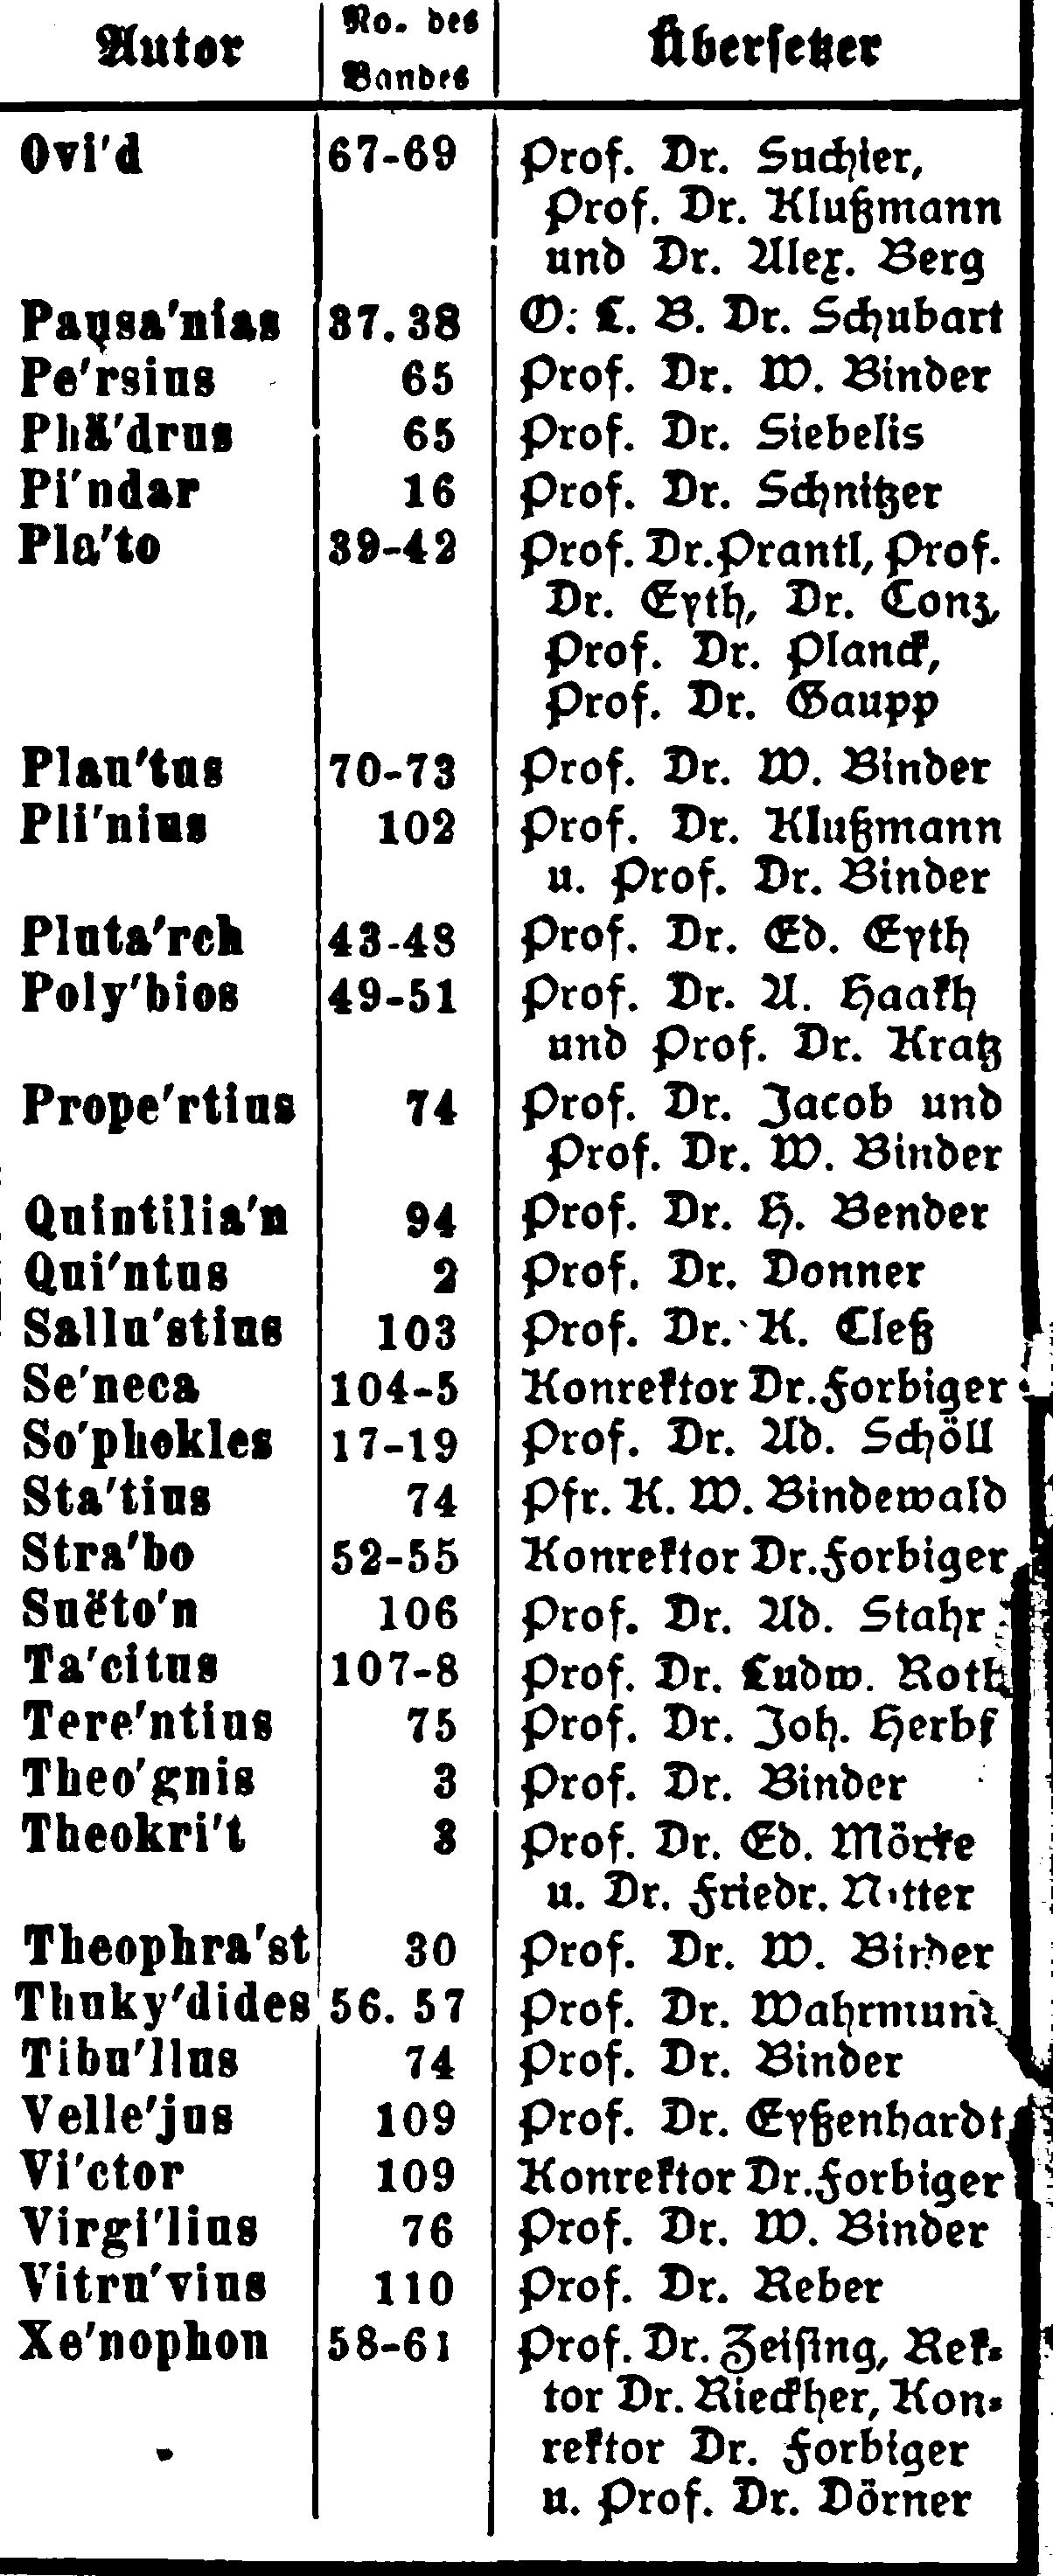 Autor No. des Bandes Übersetzer
Ovi'd 67-69 Prof. Dr. Suchier,
Prof. Dr. Klußmann
und Dr. Alex. Berg
Pausa'nias 37. 38 O: L. B. Dr. Schubart
Pe'rsius 65 Prof. Dr. W. Binder
Phä'drus 65 Prof. Dr. Siebelis
Pi'ndar 16 Prof. Dr. Schnitzer
Pla'to 39-42 Prof. Dr. Prantl, Prof.
Dr. Eyth, Dr. Conz,
Prof. Dr. Planck,
Prof. Dr. Gaupp
Plau'tus 70-73 Prof. Dr. W. Binder
Pli'nius 102 Prof. Dr. Klußmann
u. Prof. Dr. Binder
Pluta'rch 43-48 Prof. Dr. Ed. Eyth
Poly'bios 49-51 Prof. Dr. A. Haakh
und Prof. Dr. Kratz
Prope'rtius 74 Prof. Dr. Jacob und
Prof. Dr. W. Binder
Quintilia'n 94 Prof. Dr. H. Bender
Qui'ntus 2 Prof. Dr. Donner
Sallu'stius 103 Prof. Dr. K. Cleß
Se'neca 104-5 Konrektor Dr. Forbiger
So'phokles 17-19 Prof. Dr. Ad. Schöll
Sta'tius 74 Pfr. K. W. Bindewald
Stra'bo 52-55 Konrektor Dr. Forbiger
Suëto'n 106 Prof. Dr. Ad. Stahr
Ta'citus 107-8 Prof. Dr. Ludw. Roth
Tere'ntius 75 Prof. Dr. Joh. Herbst
Theo'gnis 3 Prof. Dr. Binder
Theokri't 3 Prof. Dr. Ed. Mörike
u. Dr. Friedr. Notter
Theophra'st 30 Prof. Dr. W. Binder
Thuky'dides 56. 57 Prof. Dr. Wahrmund
Tibu'llus 74 Prof. Dr. Binder
Velle'jus 109 Prof. Dr. Eyßenhardt
Vi'ctor 109 Konrektor Dr. Forbiger
Virgi'lius 76 Prof. Dr. W. Binder
Vitru'vius 110 Prof. Dr. Reber
Xe'nophon 58-61 Prof. Dr. Zeising, Rek-
tor Dr. Rieckher, Kon-
rektor Dr. Forbiger
u. Prof. Dr. Dörner